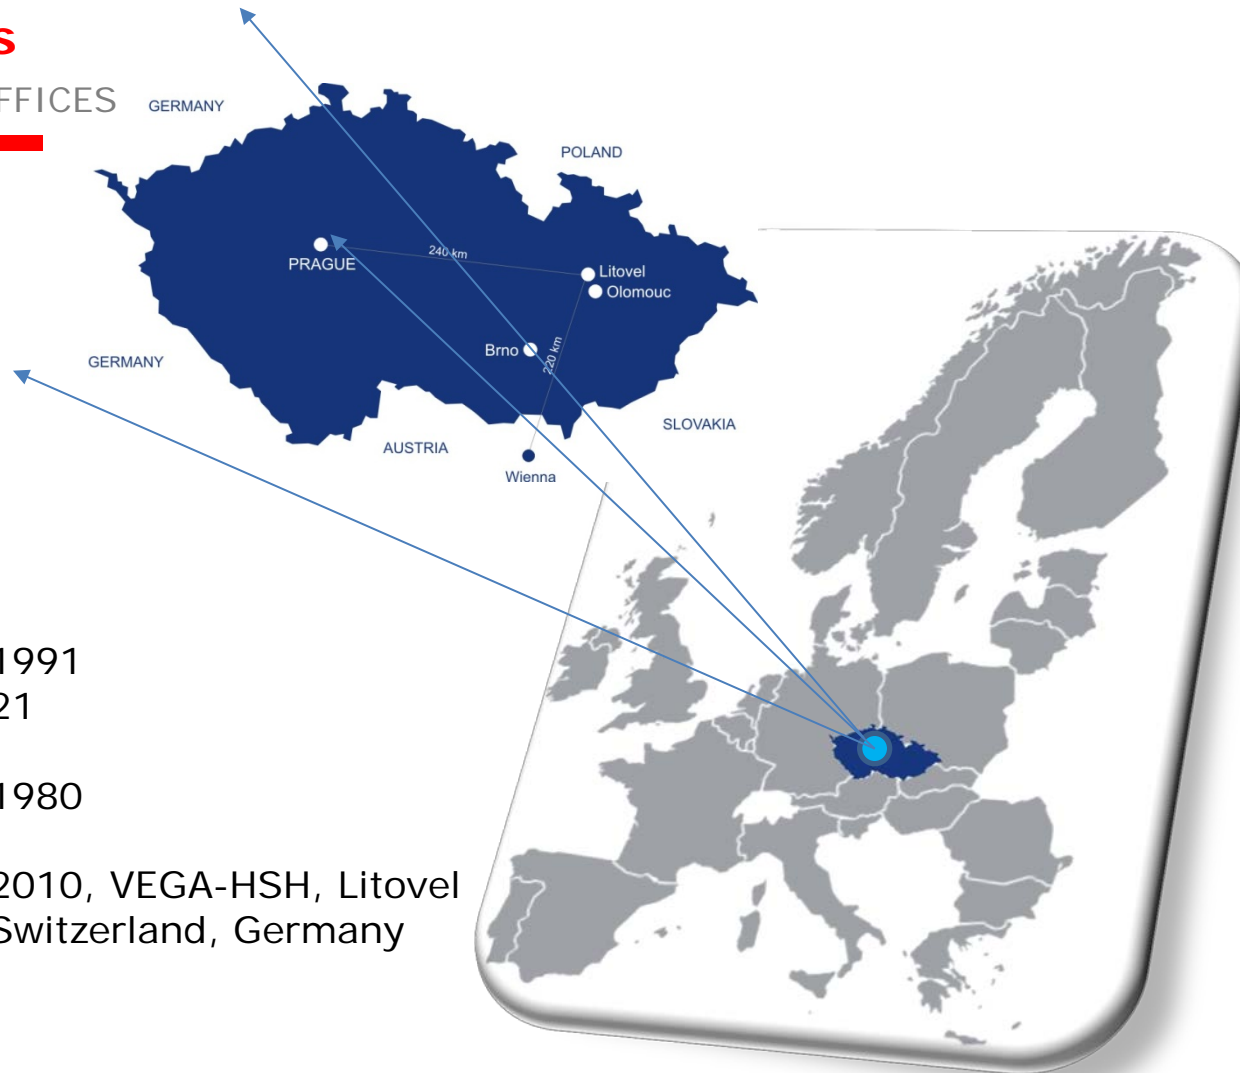 s
FFICES
GERMANY
POLAND
240 km
PRAGUE
Litovel
Olomouc
Brno
220 km
GERMANY
SLOVAKIA
AUSTRIA
Wienna
1991
21
1980
2010, VEGA-HSH, Litovel
Switzerland, Germany